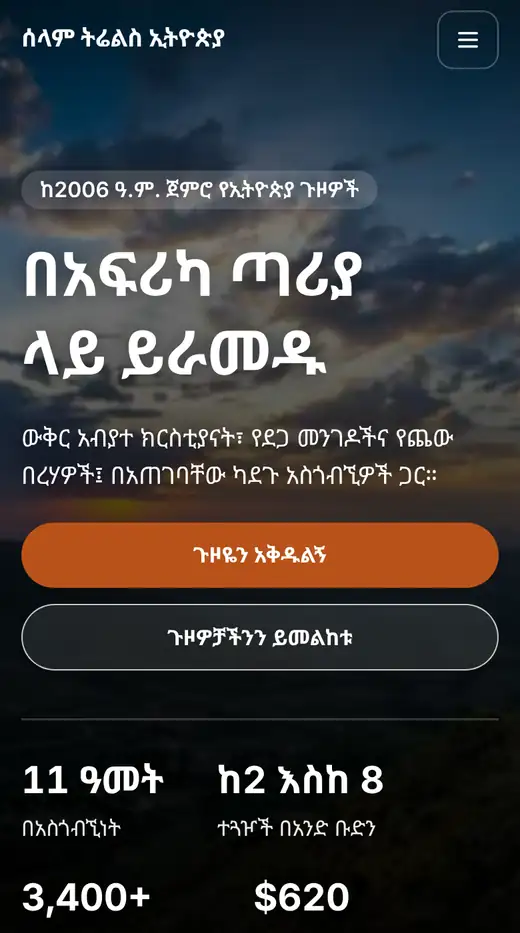 ሰላም ትሬልስ ኢትዮጵያ
ከ2006 ዓ.ም. ጀምሮ የኢትዮጵያ ጉዞዎች
በአፍሪካ ጣሪያ
ላይ ይራመዱ
ውቅር አብያተ ክርስቲያናት፣ የደጋ መንገዶችና የጨው
በረሃዎች፤ በአጠገባቸው ካደጉ አስጎብኚዎች ጋር።
ጉዞዬን አቅዱልኝ
ጉዞዎቻችንን ይመልከቱ
11 ዓመት
ከ2 እስከ 8
በአስጎብኚነት
ተጓዦች በአንድ ቡድን
3,400+
$620